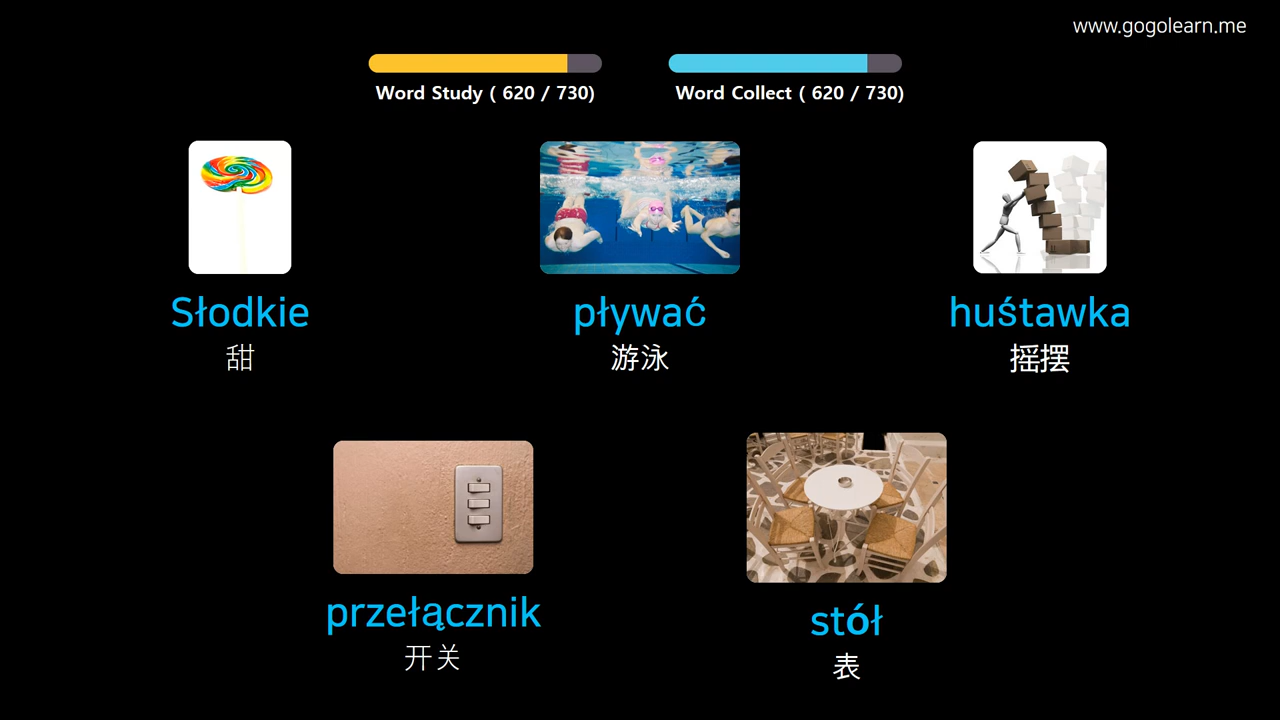 www.gogolearn.me
Word Study ( 620 / 730)
Word Collect ( 620 / 730)
Słodkie
甜
pływać
游泳
huśtawka
摇摆
przełącznik
开关
stół
表